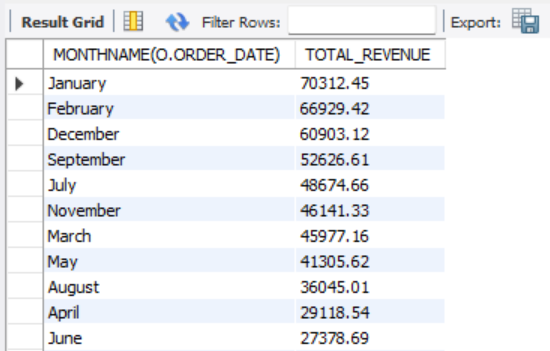 Result Grid Filter Rows: Export:
MONTHNAME(O.ORDER_DATE) TOTAL_REVENUE
January 70312.45
February 66929.42
December 60903.12
September 52626.61
July 48674.66
November 46141.33
March 45977.16
May 41305.62
August 36045.01
April 29118.54
June 27378.69